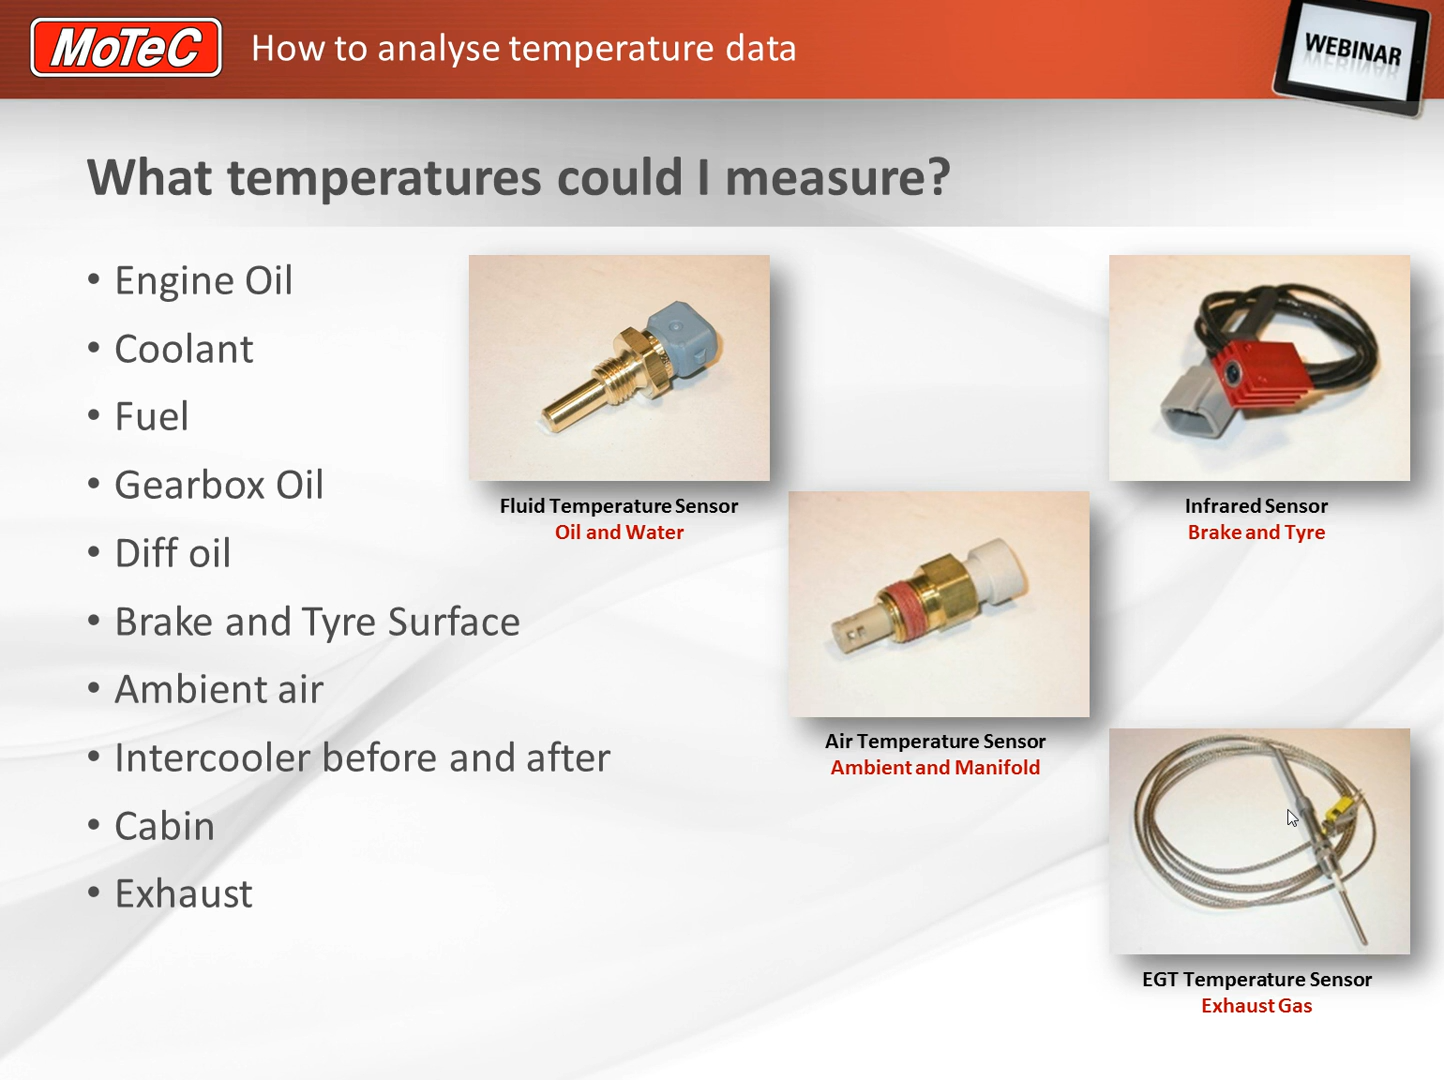 MoTeC
How to analyse temperature data
WEBINAR
What temperatures could I measure?
• Engine Oil
• Coolant
• Fuel
• Gearbox Oil
• Diff oil
• Brake and Tyre Surface
• Ambient air
• Intercooler before and after
• Cabin
• Exhaust
Fluid Temperature Sensor
Oil and Water
Infrared Sensor
Brake and Tyre
Air Temperature Sensor
Ambient and Manifold
EGT Temperature Sensor
Exhaust Gas